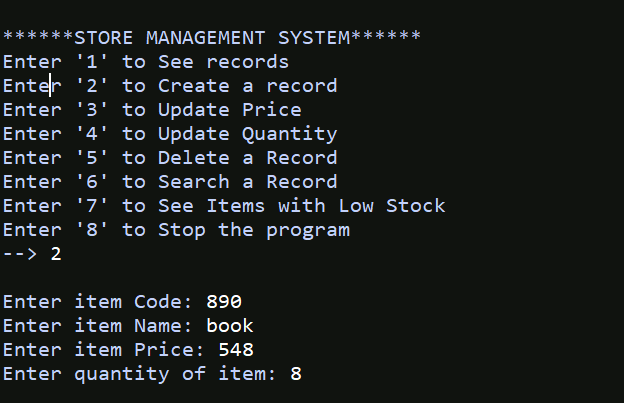 ******STORE MANAGEMENT SYSTEM******
Enter '1' to See records
Enter '2' to Create a record
Enter '3' to Update Price
Enter '4' to Update Quantity
Enter '5' to Delete a Record
Enter '6' to Search a Record
Enter '7' to See Items with Low Stock
Enter '8' to Stop the program
--> 2
Enter item Code: 890
Enter item Name: book
Enter item Price: 548
Enter quantity of item: 8